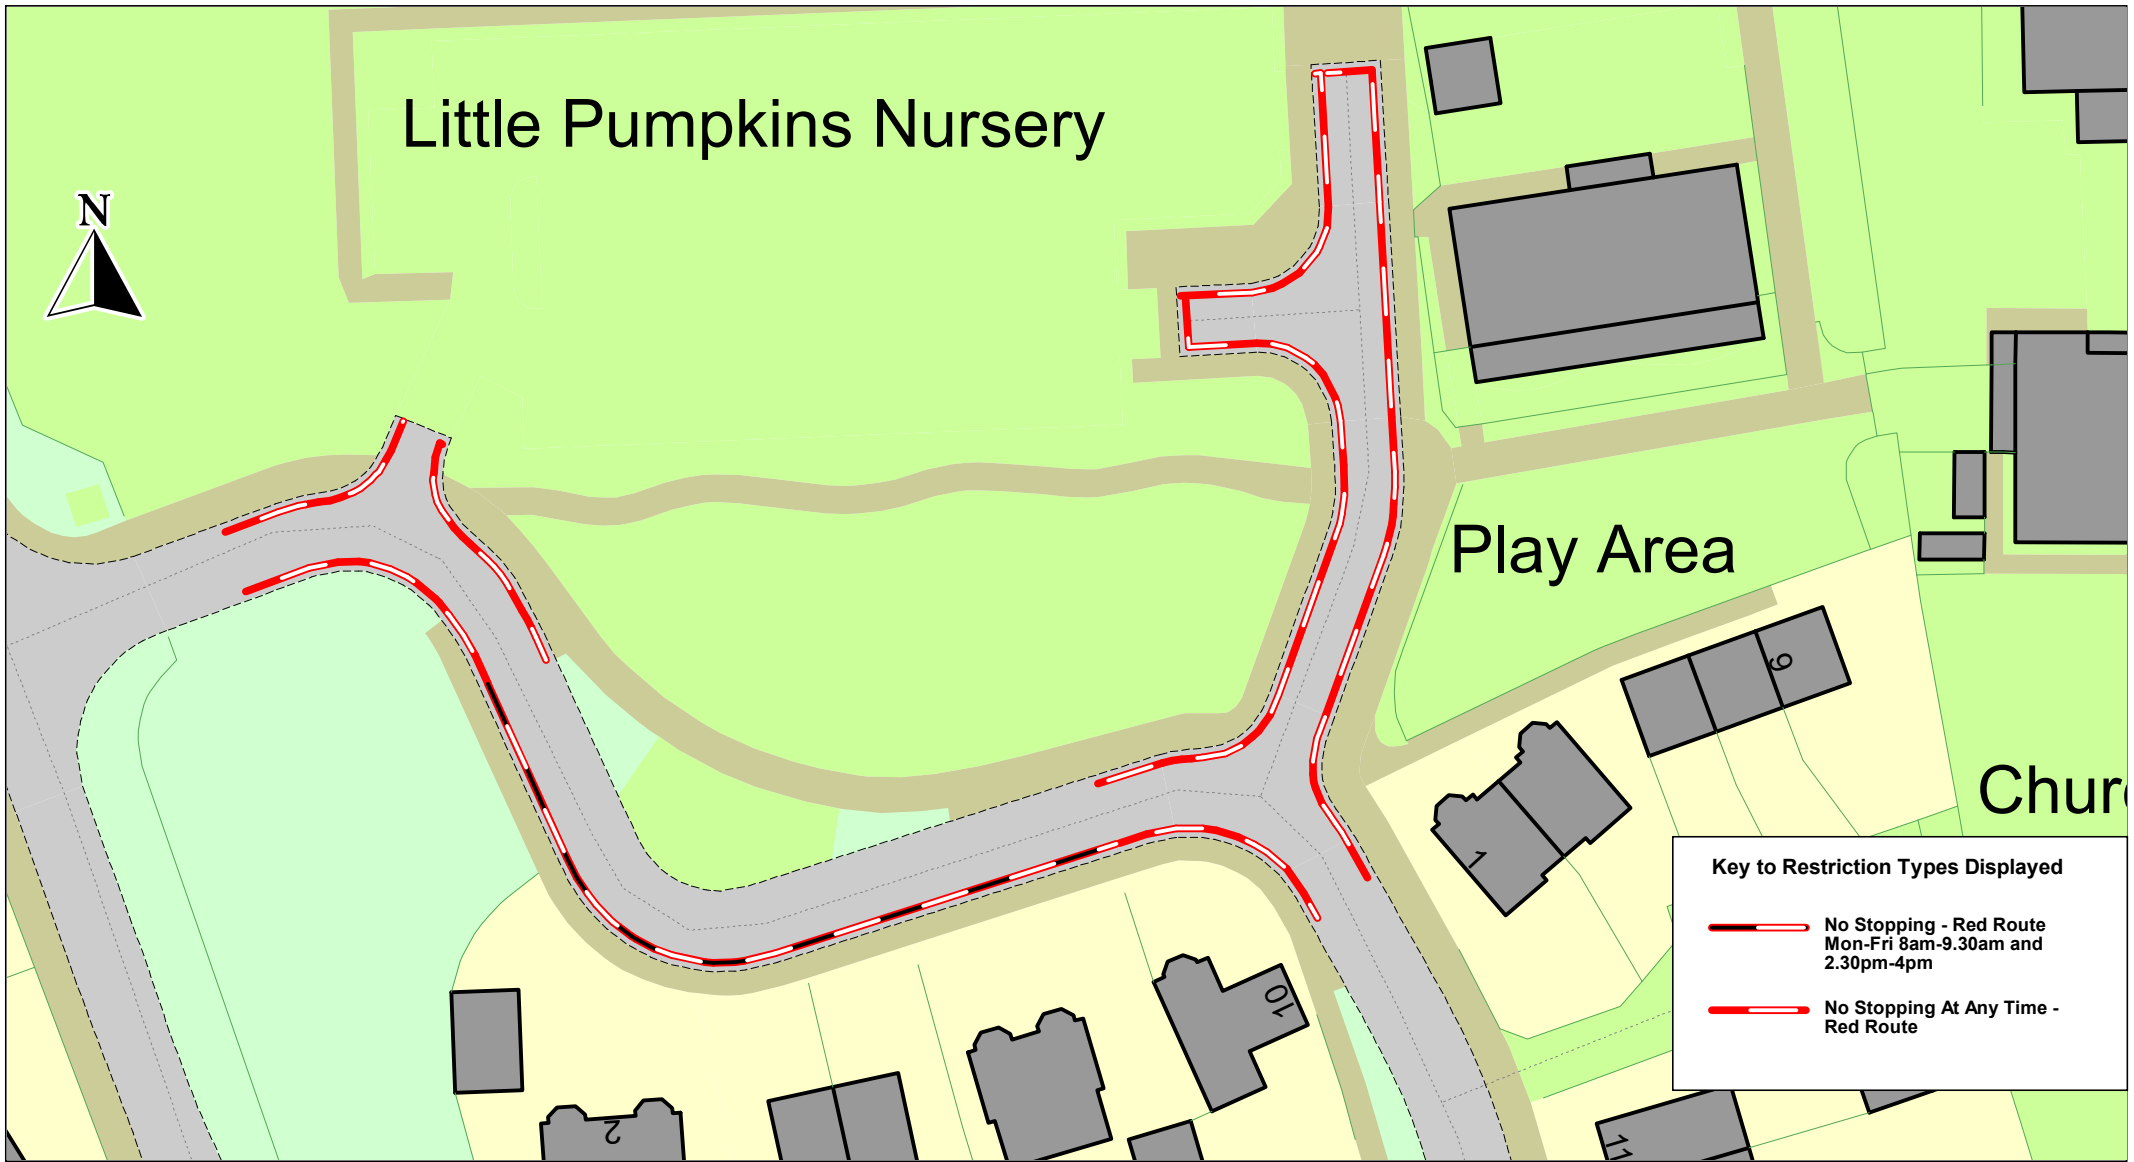 Little Pumpkins Nursery
N
Play Area
9
1
Chur
10
2
11
Key to Restriction Types Displayed
No Stopping - Red Route
Mon-Fri 8am-9.30am and
2.30pm-4pm
No Stopping At Any Time -
Red Route